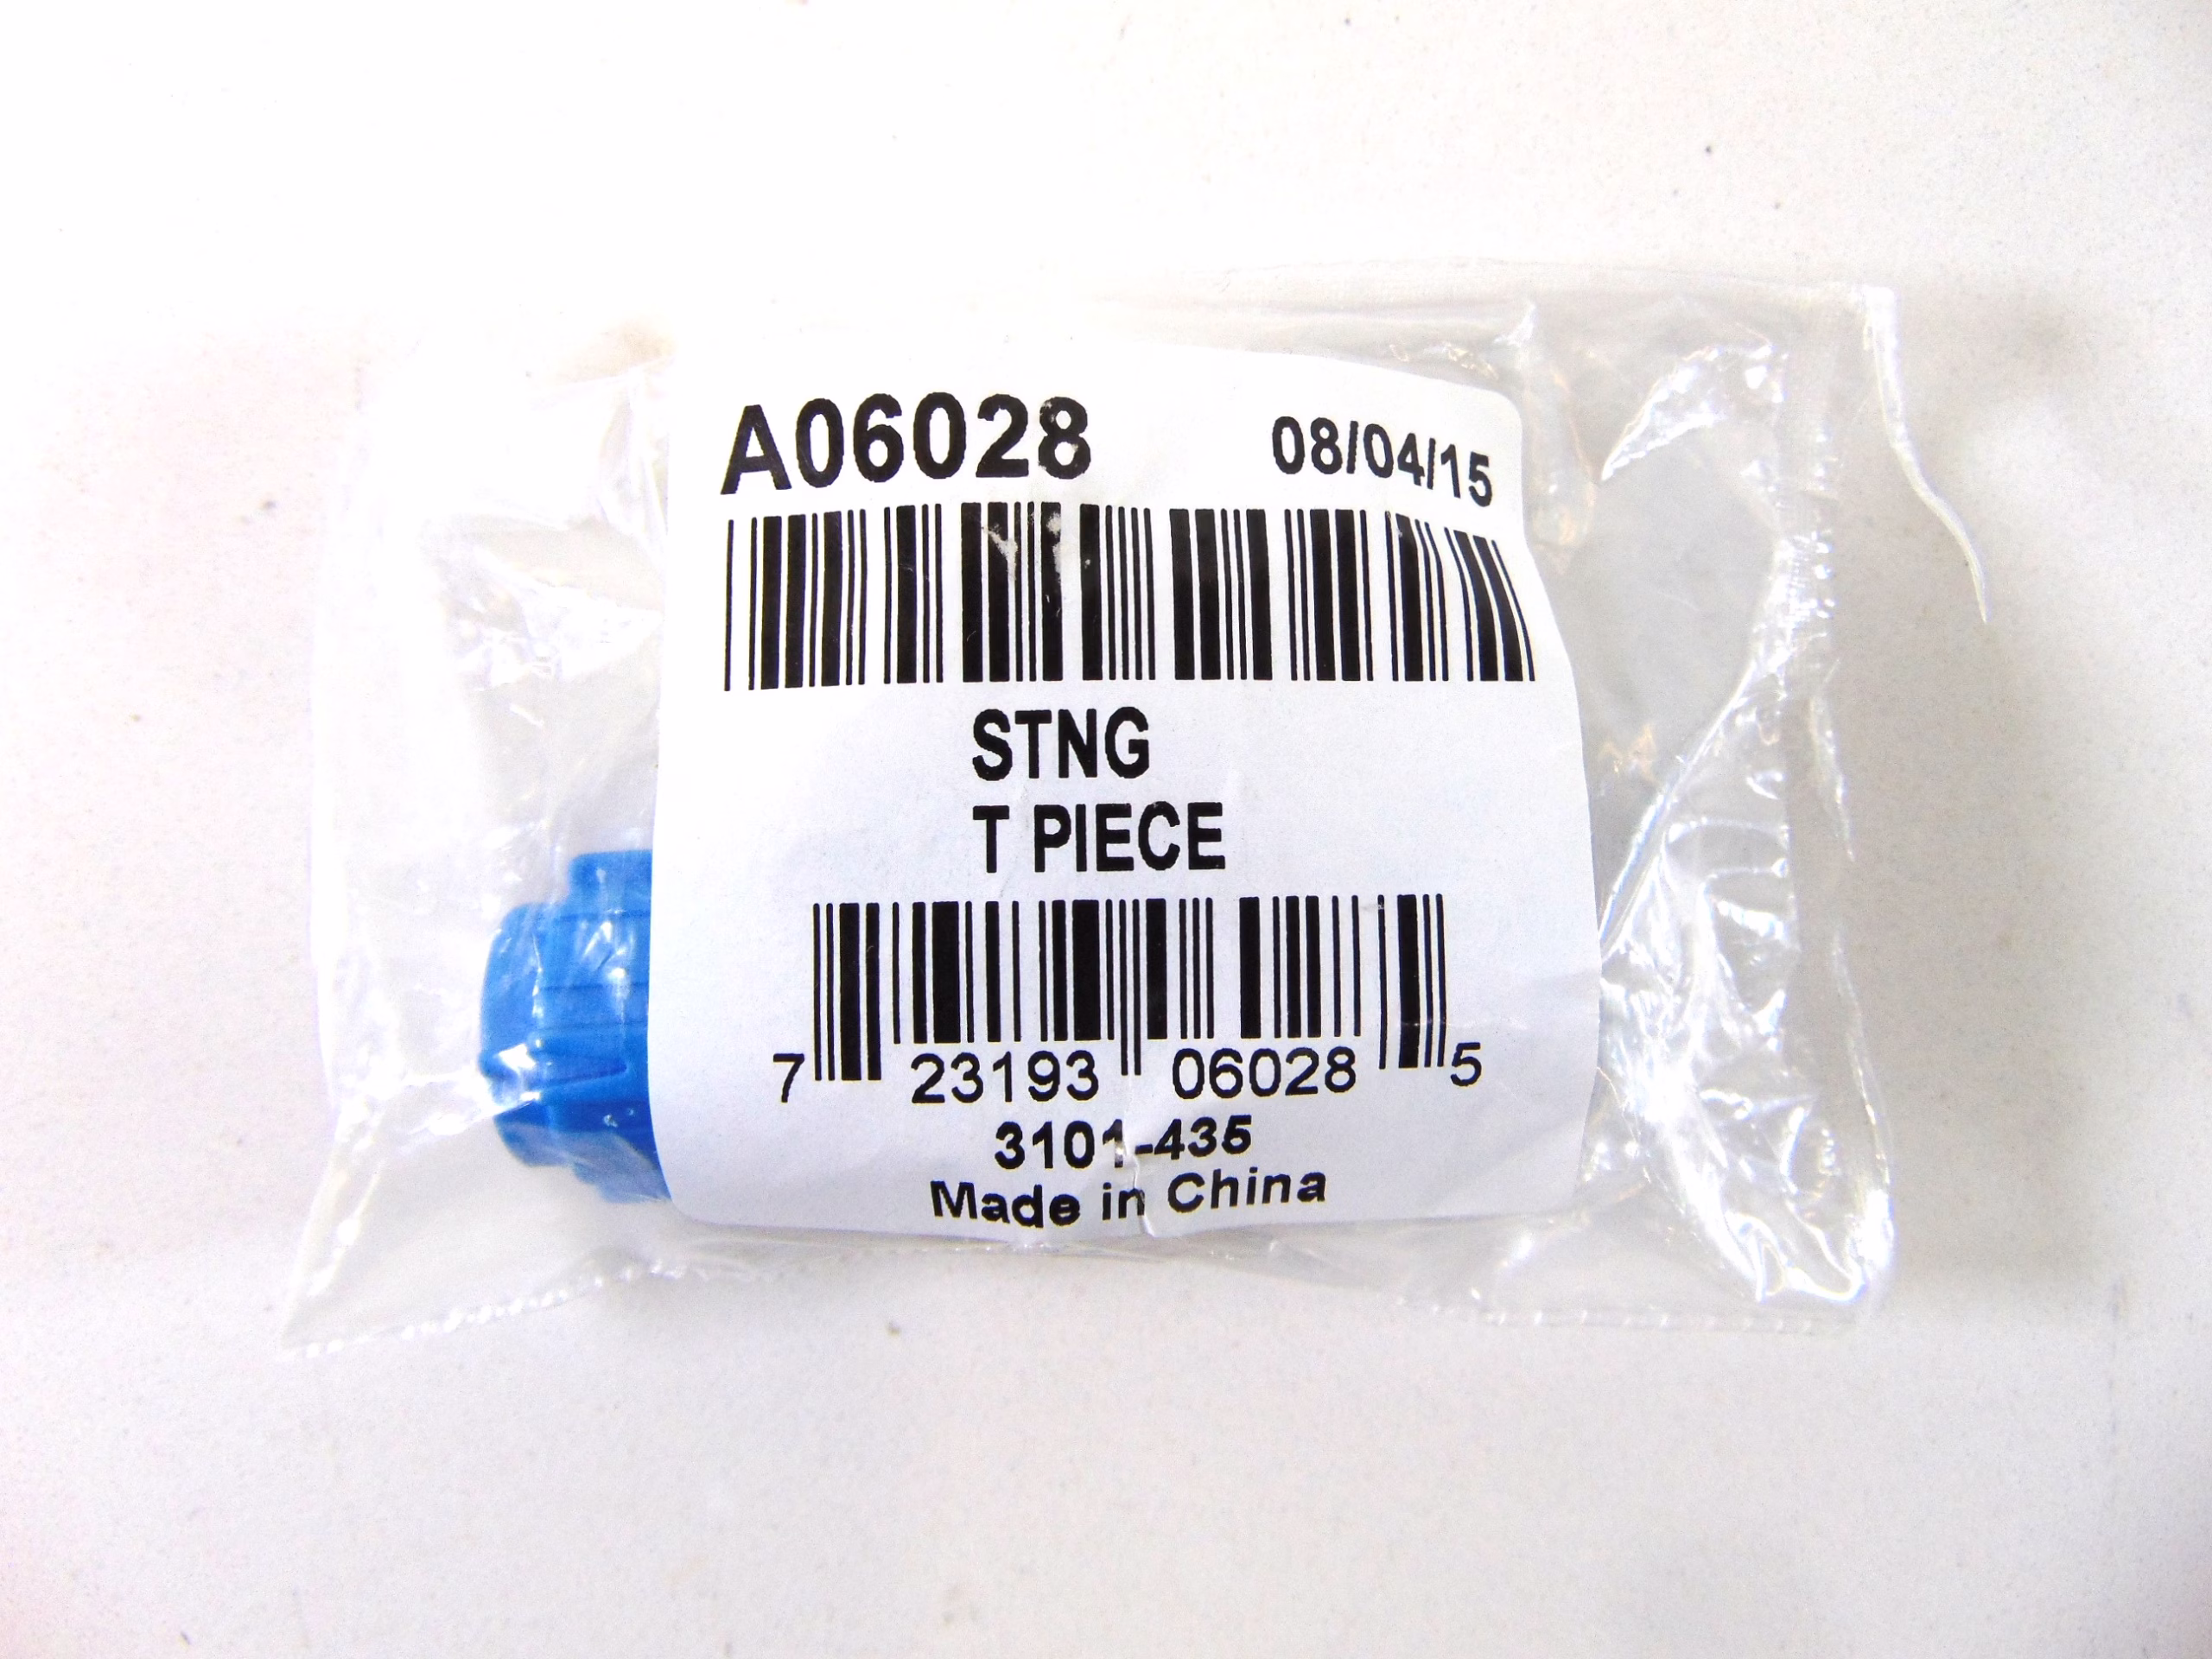 A06028 08/04/15
STNG
T PIECE
7 23193 06028 5
3101-435
Made in China